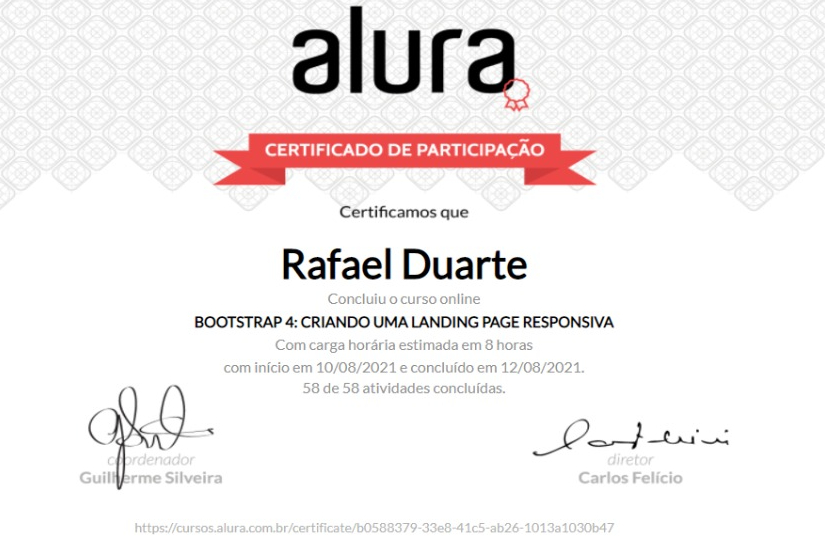 alura
CERTIFICADO DE PARTICIPAÇÃO
Certificamos que
Rafael Duarte
Concluiu o curso online
BOOTSTRAP 4: CRIANDO UMA LANDING PAGE RESPONSIVA
Com carga horária estimada em 8 horas
com início em 10/08/2021 e concluído em 12/08/2021.
58 de 58 atividades concluídas.
coordenador
Guilherme Silveira
diretor
Carlos Felício
https://cursos.alura.com.br/certificate/b0588379-33e8-41c5-ab26-1013a1030b47